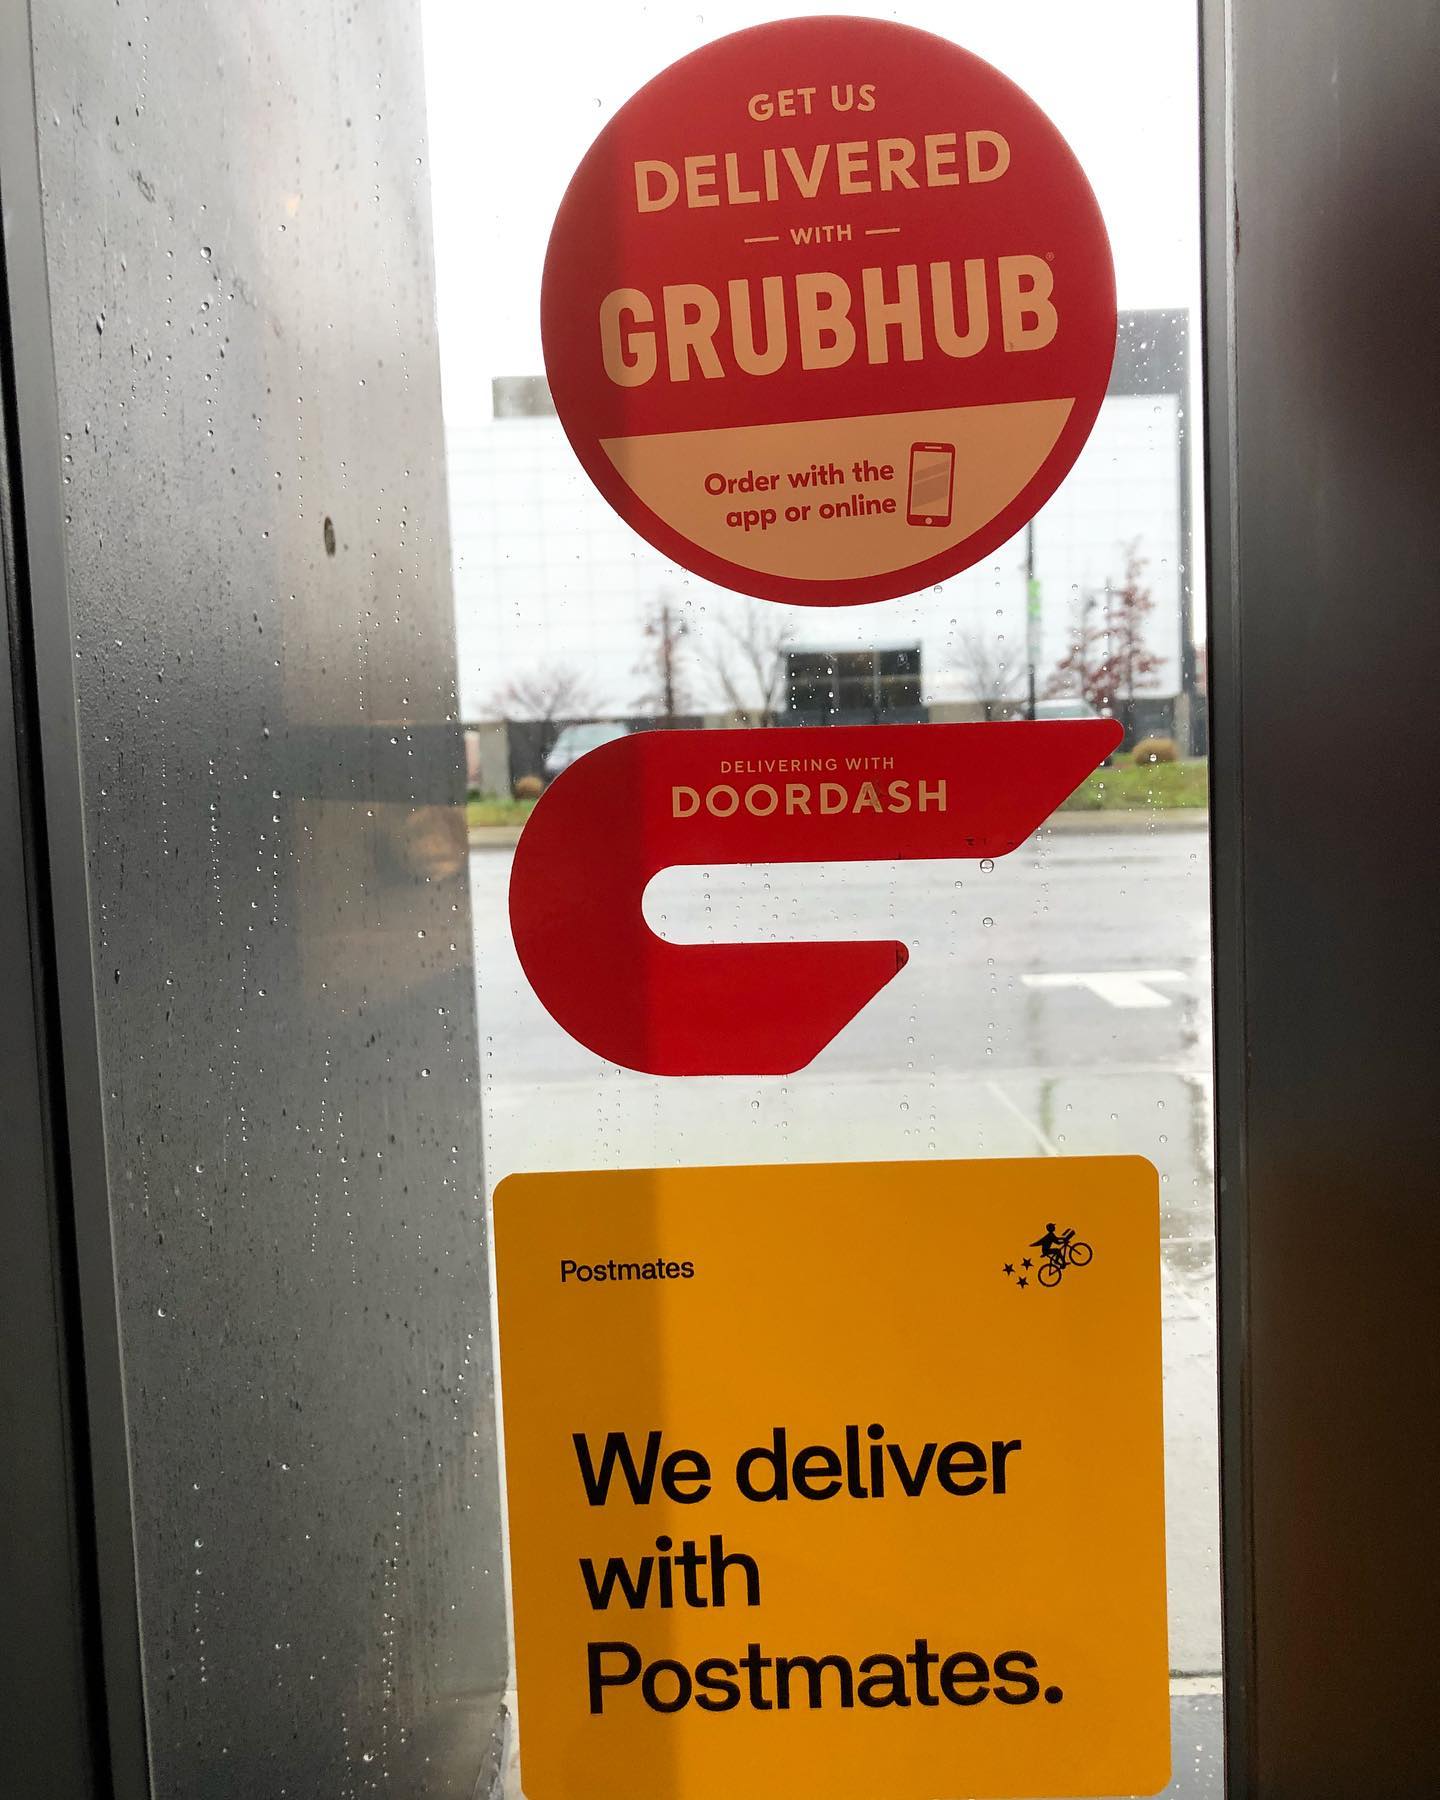 GET US
DELIVERED
— WITH —
GRUBHUB®
Order with the
app or online
DELIVERING WITH
DOORDASH
Postmates
We deliver
with
Postmates.